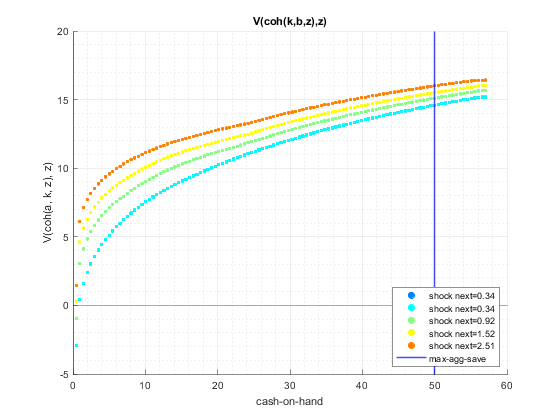 V(coh(k,b,z),z)
20
15
10
5
0
-5
V(coh(a, k, z), z)
0
10
20
30
40
50
60
cash-on-hand
shock next=0.34
shock next=0.34
shock next=0.92
shock next=1.52
shock next=2.51
max-agg-save